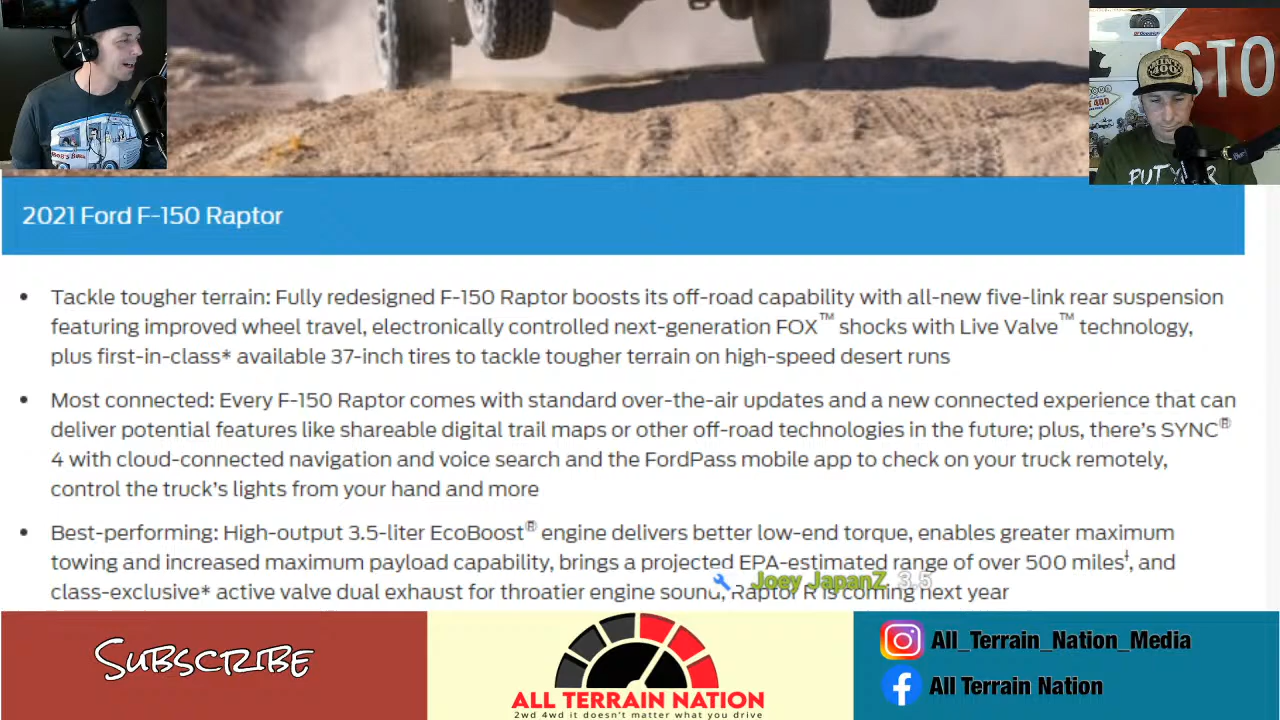 STO
MINT
400
PUT YOUR
2021 Ford F-150 Raptor
• Tackle tougher terrain: Fully redesigned F-150 Raptor boosts its off-road capability with all-new five-link rear suspension
featuring improved wheel travel, electronically controlled next-generation FOX™ shocks with Live Valve™ technology,
plus first-in-class* available 37-inch tires to tackle tougher terrain on high-speed desert runs
• Most connected: Every F-150 Raptor comes with standard over-the-air updates and a new connected experience that can
deliver potential features like shareable digital trail maps or other off-road technologies in the future; plus, there's SYNC®
4 with cloud-connected navigation and voice search and the FordPass mobile app to check on your truck remotely,
control the truck's lights from your hand and more
• Best-performing: High-output 3.5-liter EcoBoost® engine delivers better low-end torque, enables greater maximum
towing and increased maximum payload capability, brings a projected EPA-estimated range of over 500 miles‡, and
class-exclusive* active valve dual exhaust for throatier engine sound; Raptor R is coming next year
Joey JapanZ 3.5
SUBSCRIBE
ALL TERRAIN NATION
2wd 4wd it doesn't matter what you drive
All_Terrain_Nation_Media
All Terrain Nation